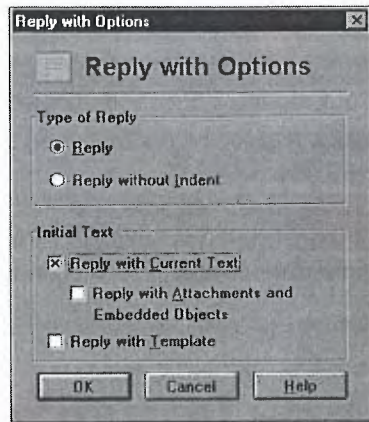 Reply with Options
Reply with Options
Type of Reply
Reply
Reply without Indent
Initial Text
Reply with Current Text
Reply with Attachments and
Embedded Objects
Reply with Template
OK Cancel Help